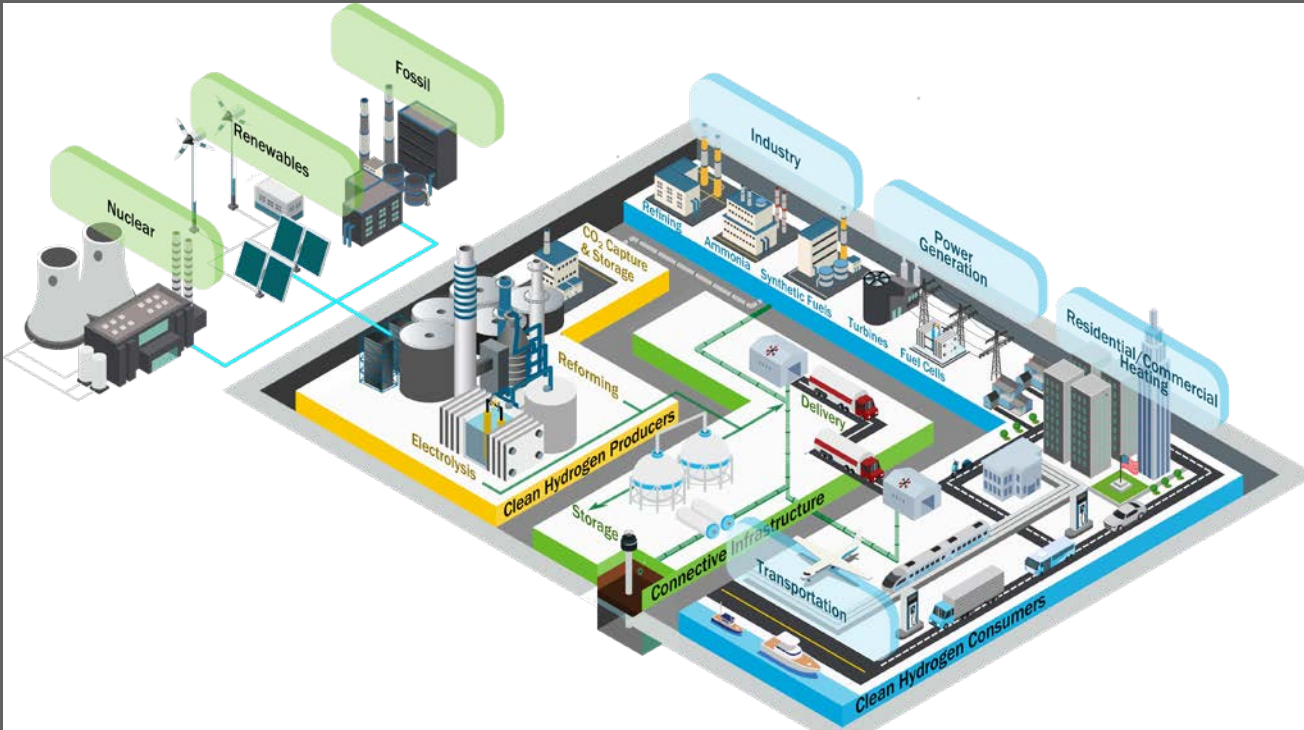 Fossil
Renewables
Nuclear
Industry
Power
Generation
Residential/Commercial
Heating
Refining
Ammonia
Synthetic Fuels
Turbines
Fuel Cells
CO₂ Capture
& Storage
Reforming
Electrolysis
Clean Hydrogen Producers
Delivery
Storage
Connective Infrastructure
Transportation
Clean Hydrogen Consumers